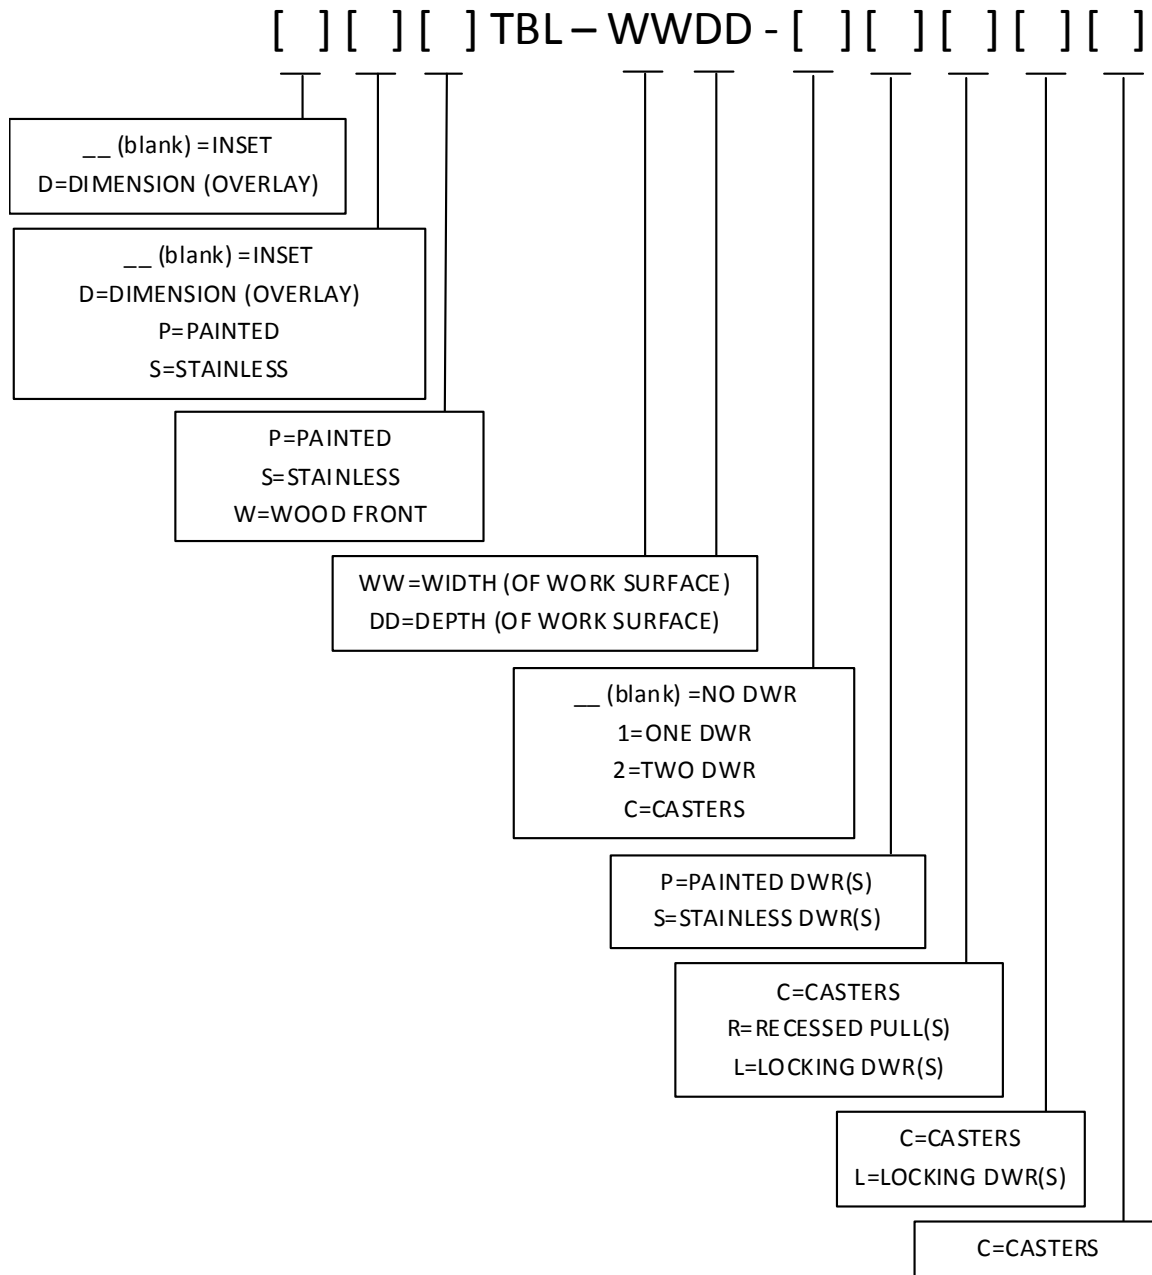 [ ] [ ] [ ] TBL – WWDD - [ ] [ ] [ ] [ ] [ ]
__ (blank) =INSET
D=DIMENSION (OVERLAY)
__ (blank) =INSET
D=DIMENSION (OVERLAY)
P=PAINTED
S=STAINLESS
P=PAINTED
S=STAINLESS
W=WOOD FRONT
WW=WIDTH (OF WORK SURFACE)
DD=DEPTH (OF WORK SURFACE)
__ (blank) =NO DWR
1=ONE DWR
2=TWO DWR
C=CASTERS
P=PAINTED DWR(S)
S=STAINLESS DWR(S)
C=CASTERS
R=RECESSED PULL(S)
L=LOCKING DWR(S)
C=CASTERS
L=LOCKING DWR(S)
C=CASTERS